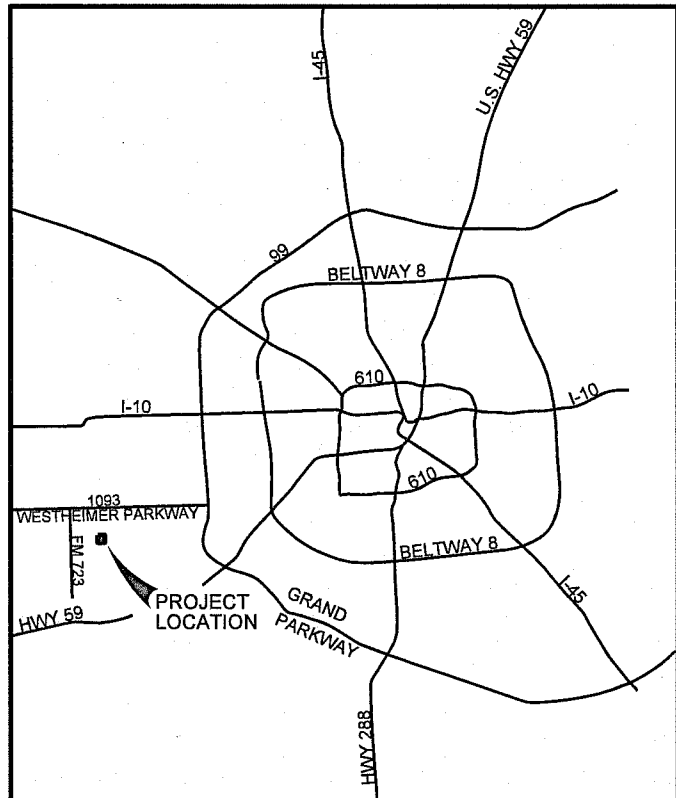 I-45
U.S. HWY 59
99
BELTWAY 8
610
I-10
I-10
610
1093
WESTHEIMER PARKWAY
FM 723
BELTWAY 8
I-45
PROJECT
LOCATION
GRAND
PARKWAY
HWY 59
HWY 288